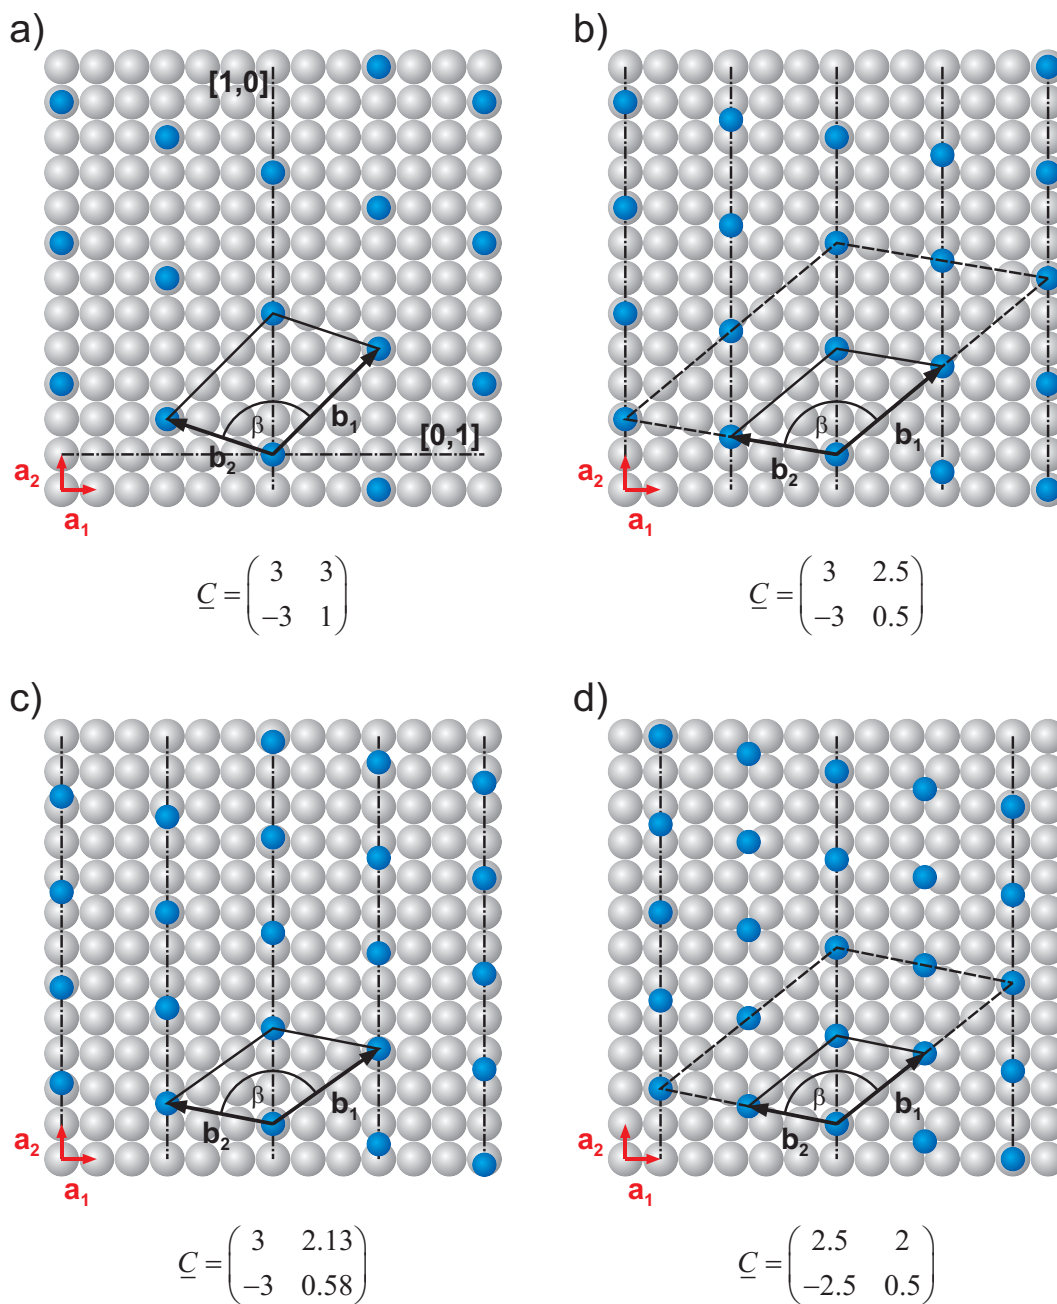 a)
[1,0]
[0,1]
b₁
b₂
β
a₂
a₁
C = (3 3
-3 1)
b)
b₁
b₂
β
a₂
a₁
C = (3 2.5
-3 0.5)
c)
b₁
b₂
β
a₂
a₁
C = (3 2.13
-3 0.58)
d)
b₁
b₂
β
a₂
a₁
C = (2.5 2
-2.5 0.5)